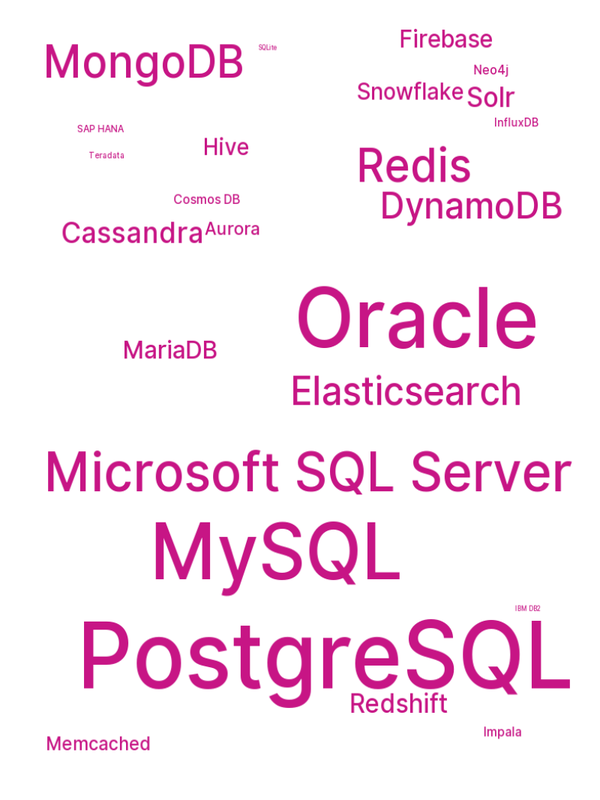 Firebase
MongoDB
SQLite
Neo4j
Snowflake
Solr
InfluxDB
SAP HANA
Hive
Teradata
Redis
Cosmos DB
DynamoDB
Cassandra
Aurora
Oracle
MariaDB
Elasticsearch
Microsoft SQL Server
MySQL
IBM DB2
PostgreSQL
Redshift
Impala
Memcached